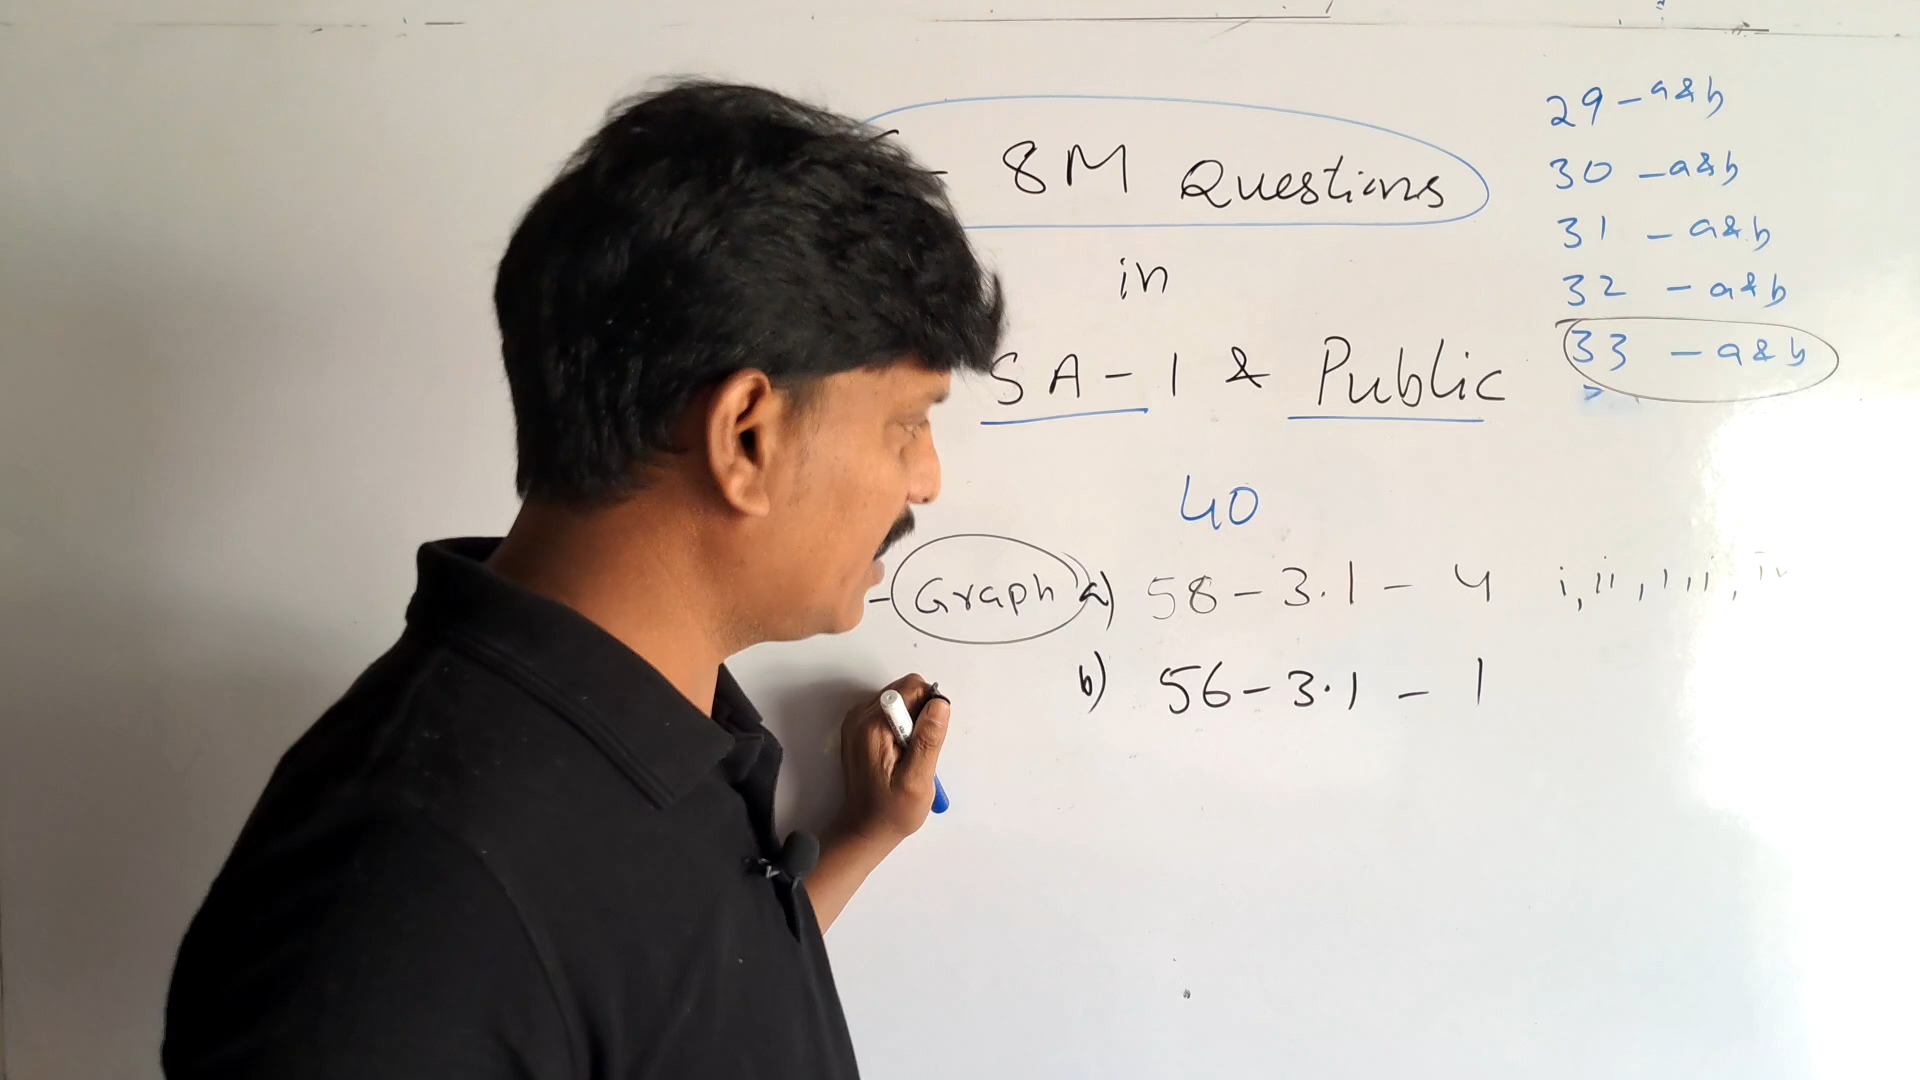 - 8M Questions
in
SA-1 & Public
40
- Graph a) 58-3.1-4 i, ii, iii, iv
b) 56-3.1-1
29-a&b
30-a&b
31-a&b
32-a&b
33-a&b